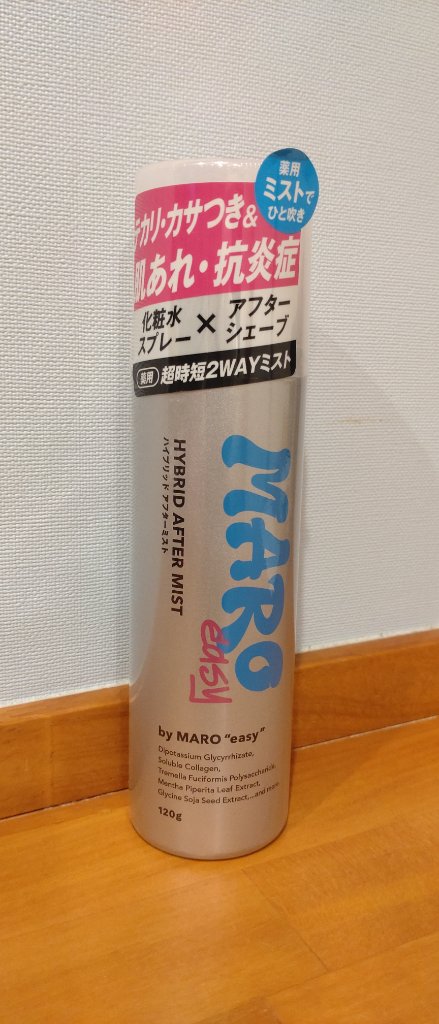 薬用
ミストで
ひと吹き
テカリ・カサつき&
肌あれ・抗炎症
化粧水
スプレー
×
アフター
シェーブ
薬用 超時短2WAYミスト
MARO
easy
HYBRID AFTER MIST
ハイブリッド アフターミスト
by MARO "easy"
Dipotassium Glycyrrhizate,
Soluble Collagen,
Tremella Fuciformis Polysaccharide,
Mentha Piperita Leaf Extract,
Glycine Soja Seed Extract,...and more
120g